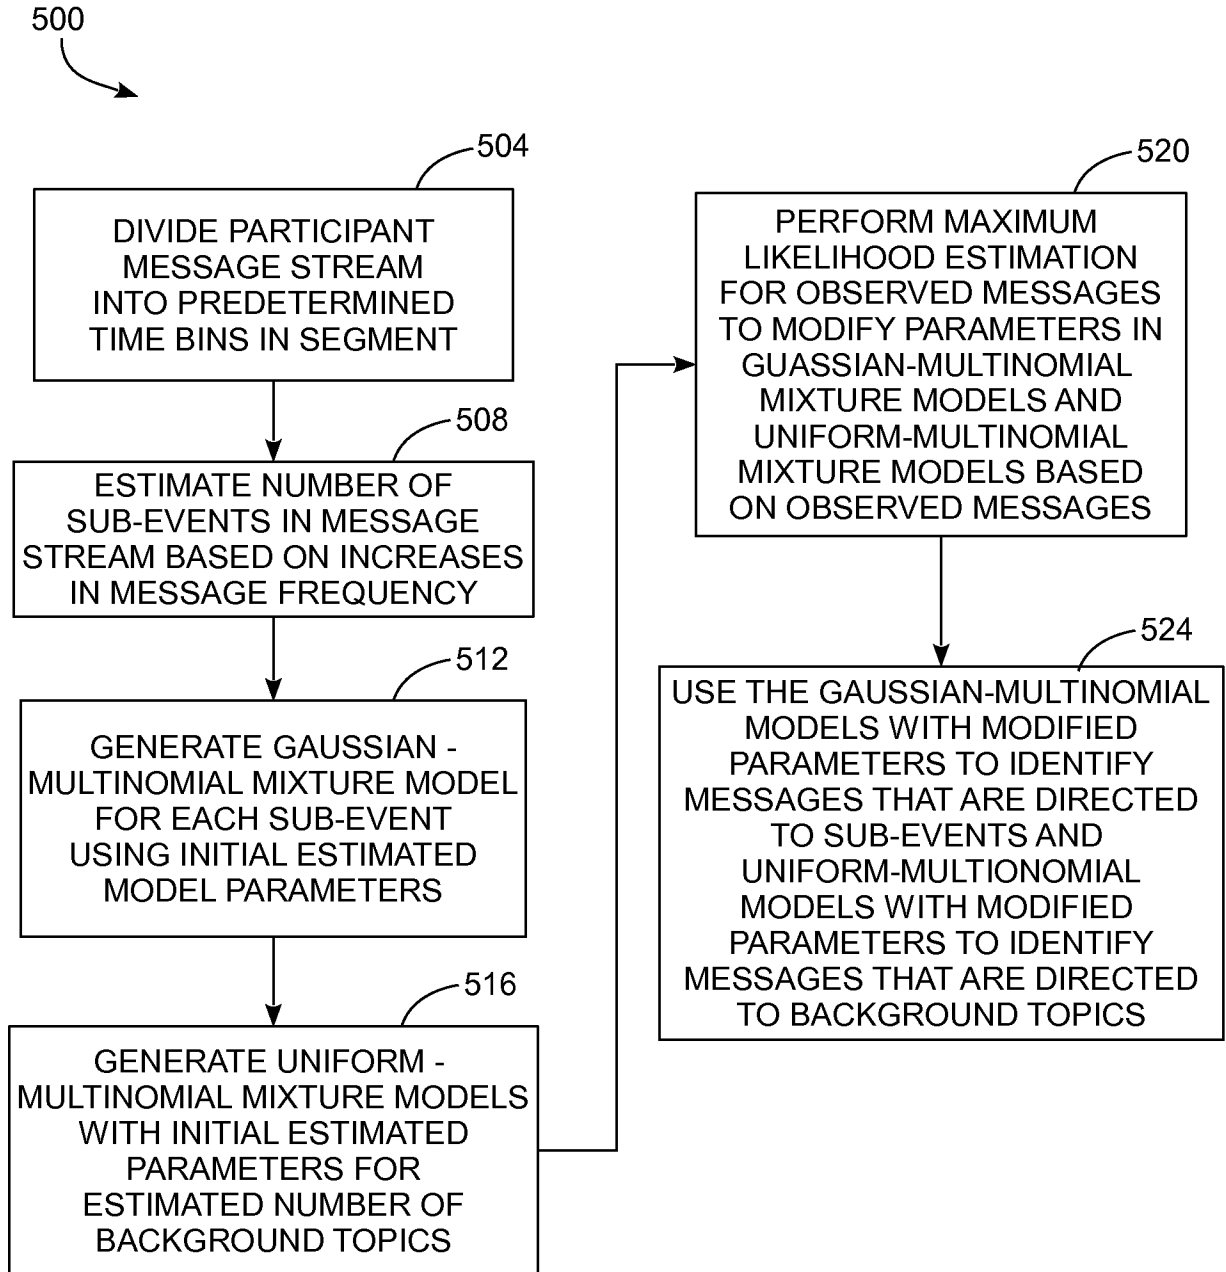 500
504
DIVIDE PARTICIPANT
MESSAGE STREAM
INTO PREDETERMINED
TIME BINS IN SEGMENT
508
ESTIMATE NUMBER OF
SUB-EVENTS IN MESSAGE
STREAM BASED ON INCREASES
IN MESSAGE FREQUENCY
512
GENERATE GAUSSIAN -
MULTINOMIAL MIXTURE MODEL
FOR EACH SUB-EVENT
USING INITIAL ESTIMATED
MODEL PARAMETERS
516
GENERATE UNIFORM -
MULTINOMIAL MIXTURE MODELS
WITH INITIAL ESTIMATED
PARAMETERS FOR
ESTIMATED NUMBER OF
BACKGROUND TOPICS
520
PERFORM MAXIMUM
LIKELIHOOD ESTIMATION
FOR OBSERVED MESSAGES
TO MODIFY PARAMETERS IN
GUASSIAN-MULTINOMIAL
MIXTURE MODELS AND
UNIFORM-MULTINOMIAL
MIXTURE MODELS BASED
ON OBSERVED MESSAGES
524
USE THE GAUSSIAN-MULTINOMIAL
MODELS WITH MODIFIED
PARAMETERS TO IDENTIFY
MESSAGES THAT ARE DIRECTED
TO SUB-EVENTS AND
UNIFORM-MULTIONOMIAL
MODELS WITH MODIFIED
PARAMETERS TO IDENTIFY
MESSAGES THAT ARE DIRECTED
TO BACKGROUND TOPICS